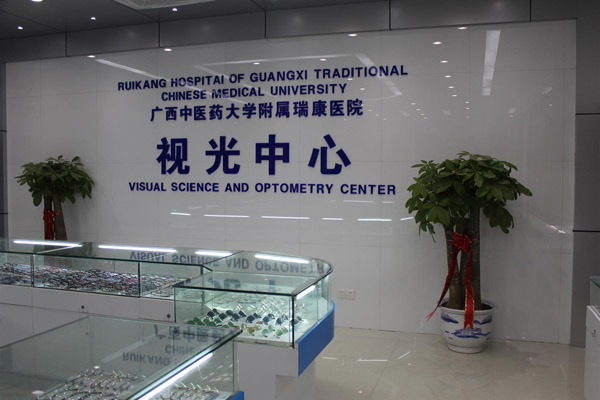 RUIKANG HOSPITAl OF GUANGXI TRADITIONAL
CHINESE MEDICAL UNIVERSITY
广西中医药大学附属瑞康医院
视光中心
VISUAL SCIENCE AND OPTOMETRY CENTER